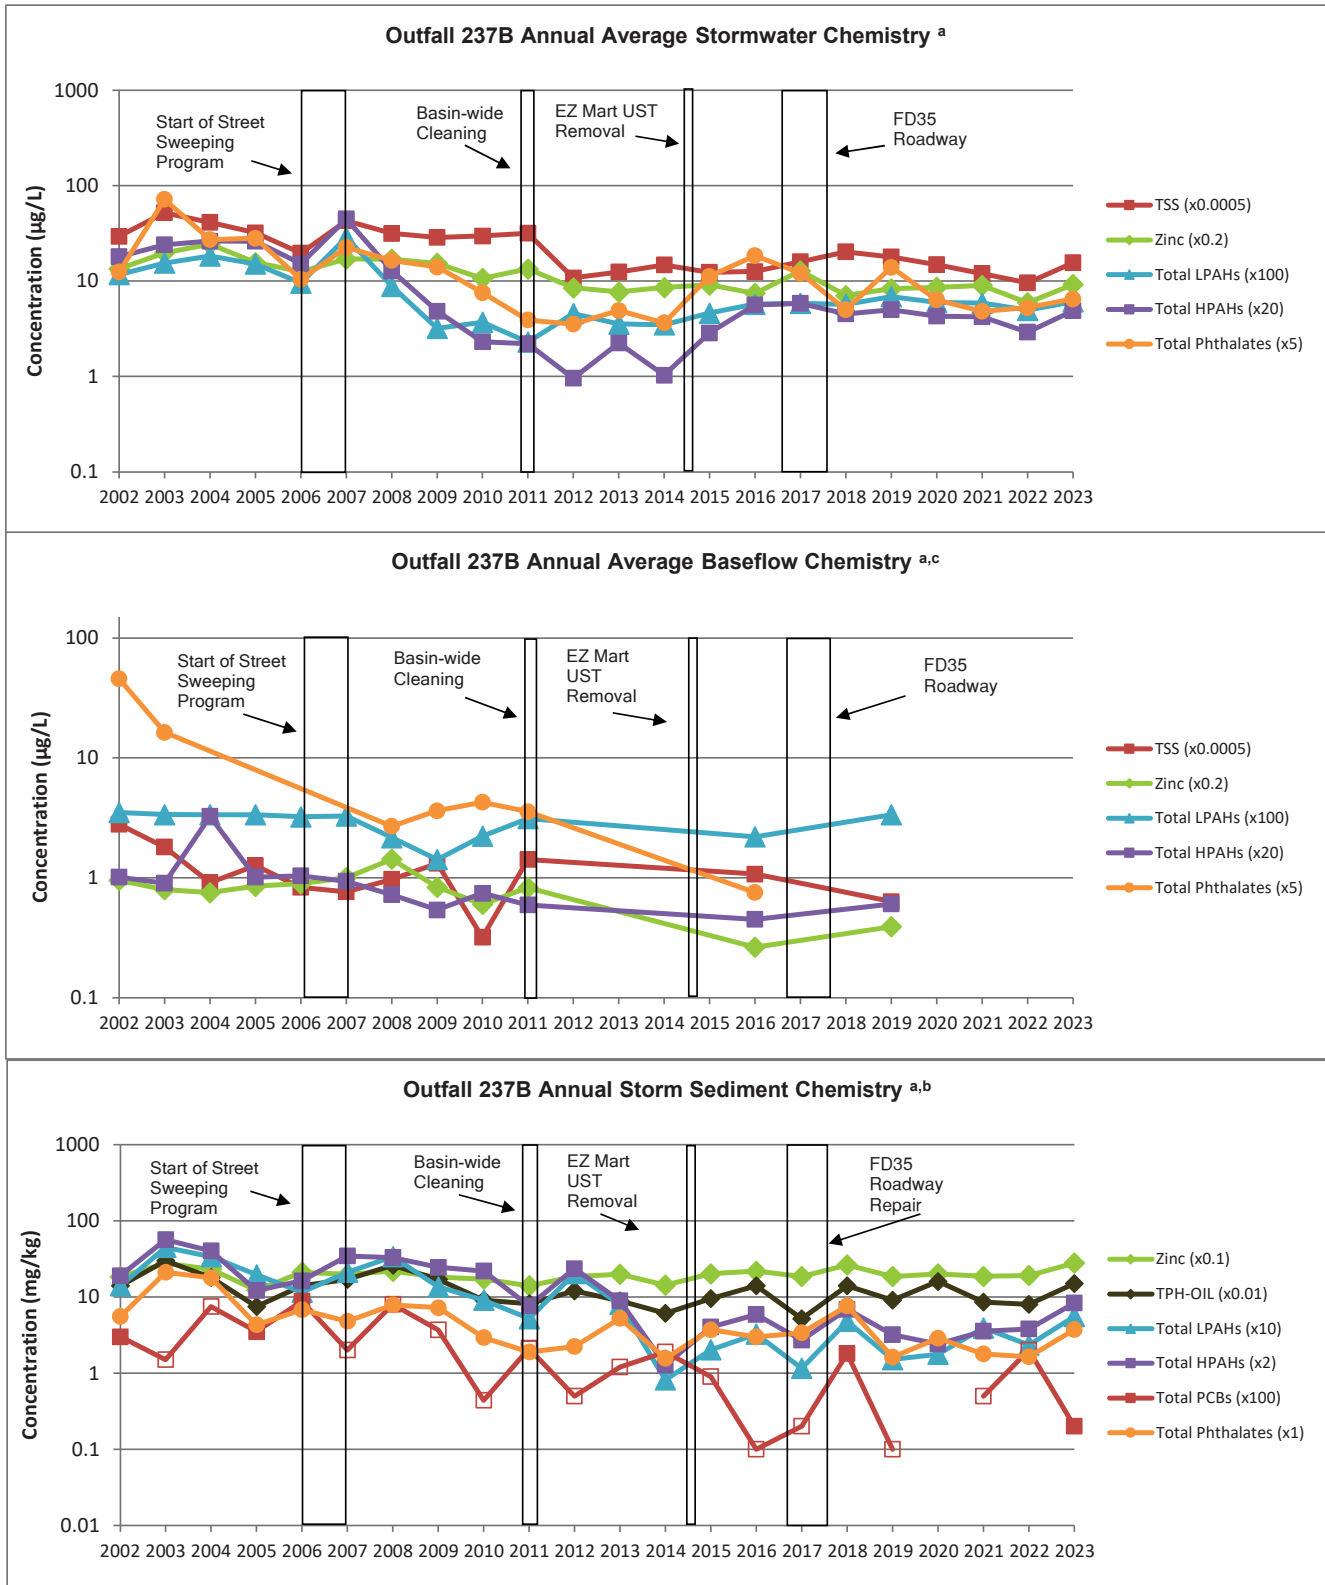 Outfall 237B Annual Average Stormwater Chemistry a
Concentration (µg/L)
1000
100
10
1
0.1
Start of Street
Sweeping
Program
Basin-wide
Cleaning
EZ Mart UST
Removal
FD35
Roadway
TSS (x0.0005)
Zinc (x0.2)
Total LPAHs (x100)
Total HPAHs (x20)
Total Phthalates (x5)
2002 2003 2004 2005 2006 2007 2008 2009 2010 2011 2012 2013 2014 2015 2016 2017 2018 2019 2020 2021 2022 2023
Outfall 237B Annual Average Baseflow Chemistry a,c
Concentration (µg/L)
100
10
1
0.1
Start of Street
Sweeping
Program
Basin-wide
Cleaning
EZ Mart
UST
Removal
FD35
Roadway
TSS (x0.0005)
Zinc (x0.2)
Total LPAHs (x100)
Total HPAHs (x20)
Total Phthalates (x5)
2002 2003 2004 2005 2006 2007 2008 2009 2010 2011 2012 2013 2014 2015 2016 2017 2018 2019 2020 2021 2022 2023
Outfall 237B Annual Storm Sediment Chemistry a,b
Concentration (mg/kg)
1000
100
10
1
0.1
0.01
Start of Street
Sweeping
Program
Basin-wide
Cleaning
EZ Mart
UST
Removal
FD35
Roadway
Repair
Zinc (x0.1)
TPH-OIL (x0.01)
Total LPAHs (x10)
Total HPAHs (x2)
Total PCBs (x100)
Total Phthalates (x1)
2002 2003 2004 2005 2006 2007 2008 2009 2010 2011 2012 2013 2014 2015 2016 2017 2018 2019 2020 2021 2022 2023